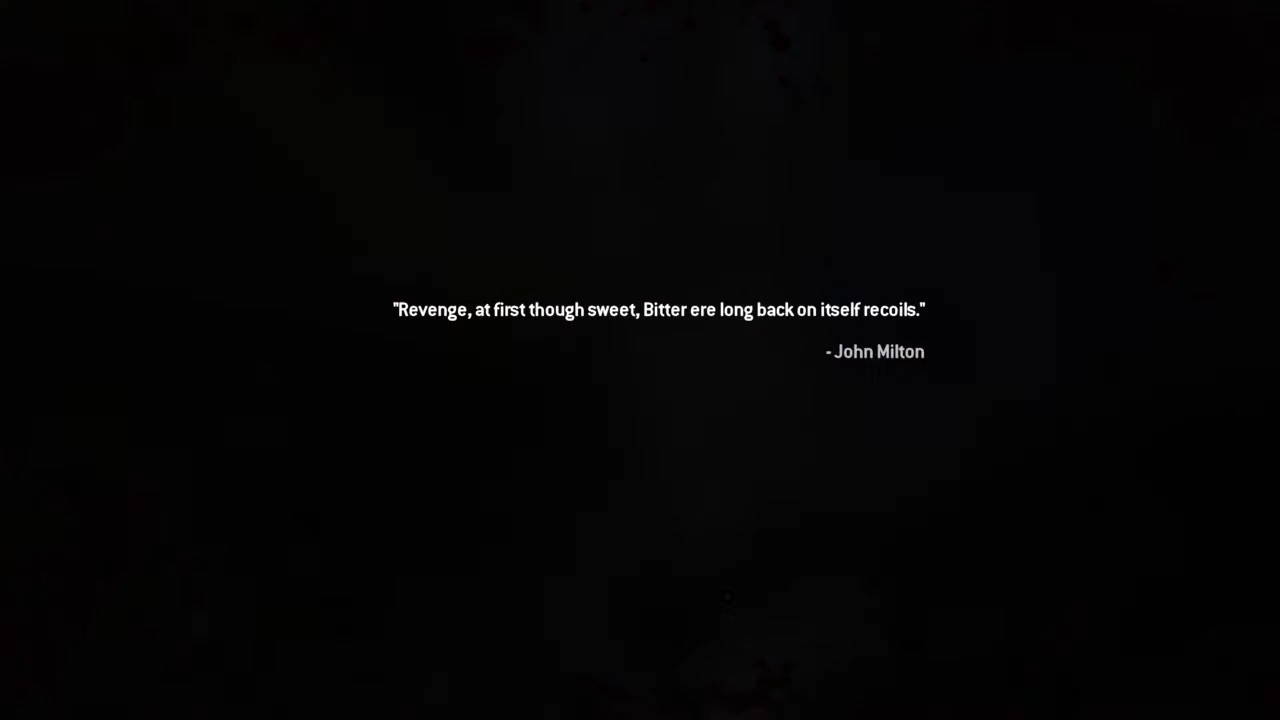 "Revenge, at first though sweet, Bitter ere long back on itself recoils."
- John Milton